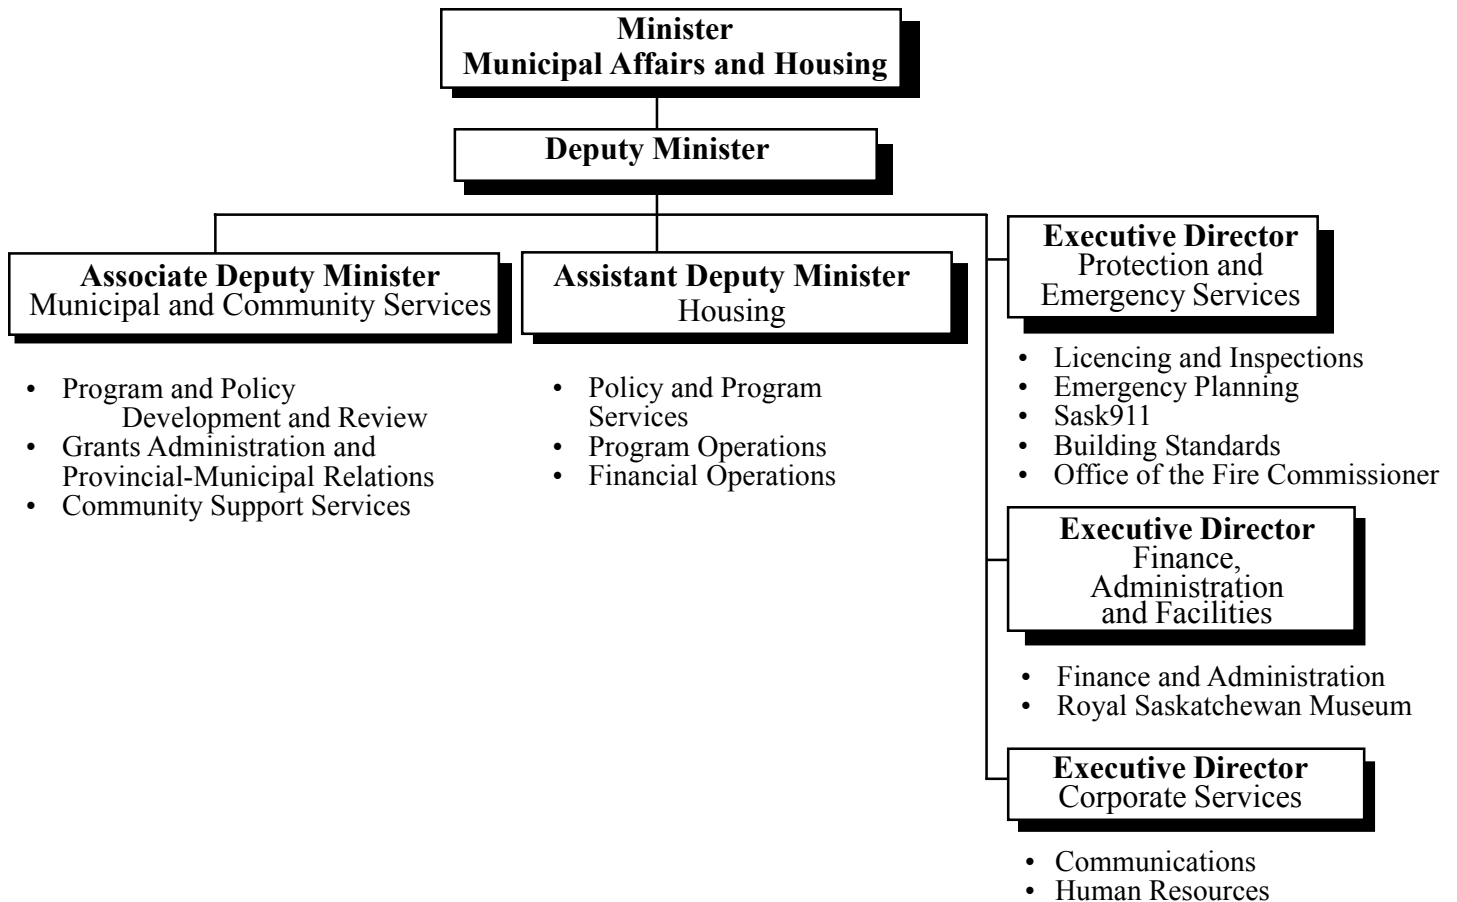 Minister
Municipal Affairs and Housing
Deputy Minister
Associate Deputy Minister
Municipal and Community Services
• Program and Policy
Development and Review
• Grants Administration and
Provincial-Municipal Relations
• Community Support Services
Assistant Deputy Minister
Housing
• Policy and Program
Services
• Program Operations
• Financial Operations
Executive Director
Protection and
Emergency Services
• Licencing and Inspections
• Emergency Planning
• Sask911
• Building Standards
• Office of the Fire Commissioner
Executive Director
Finance,
Administration
and Facilities
• Finance and Administration
• Royal Saskatchewan Museum
Executive Director
Corporate Services
• Communications
• Human Resources